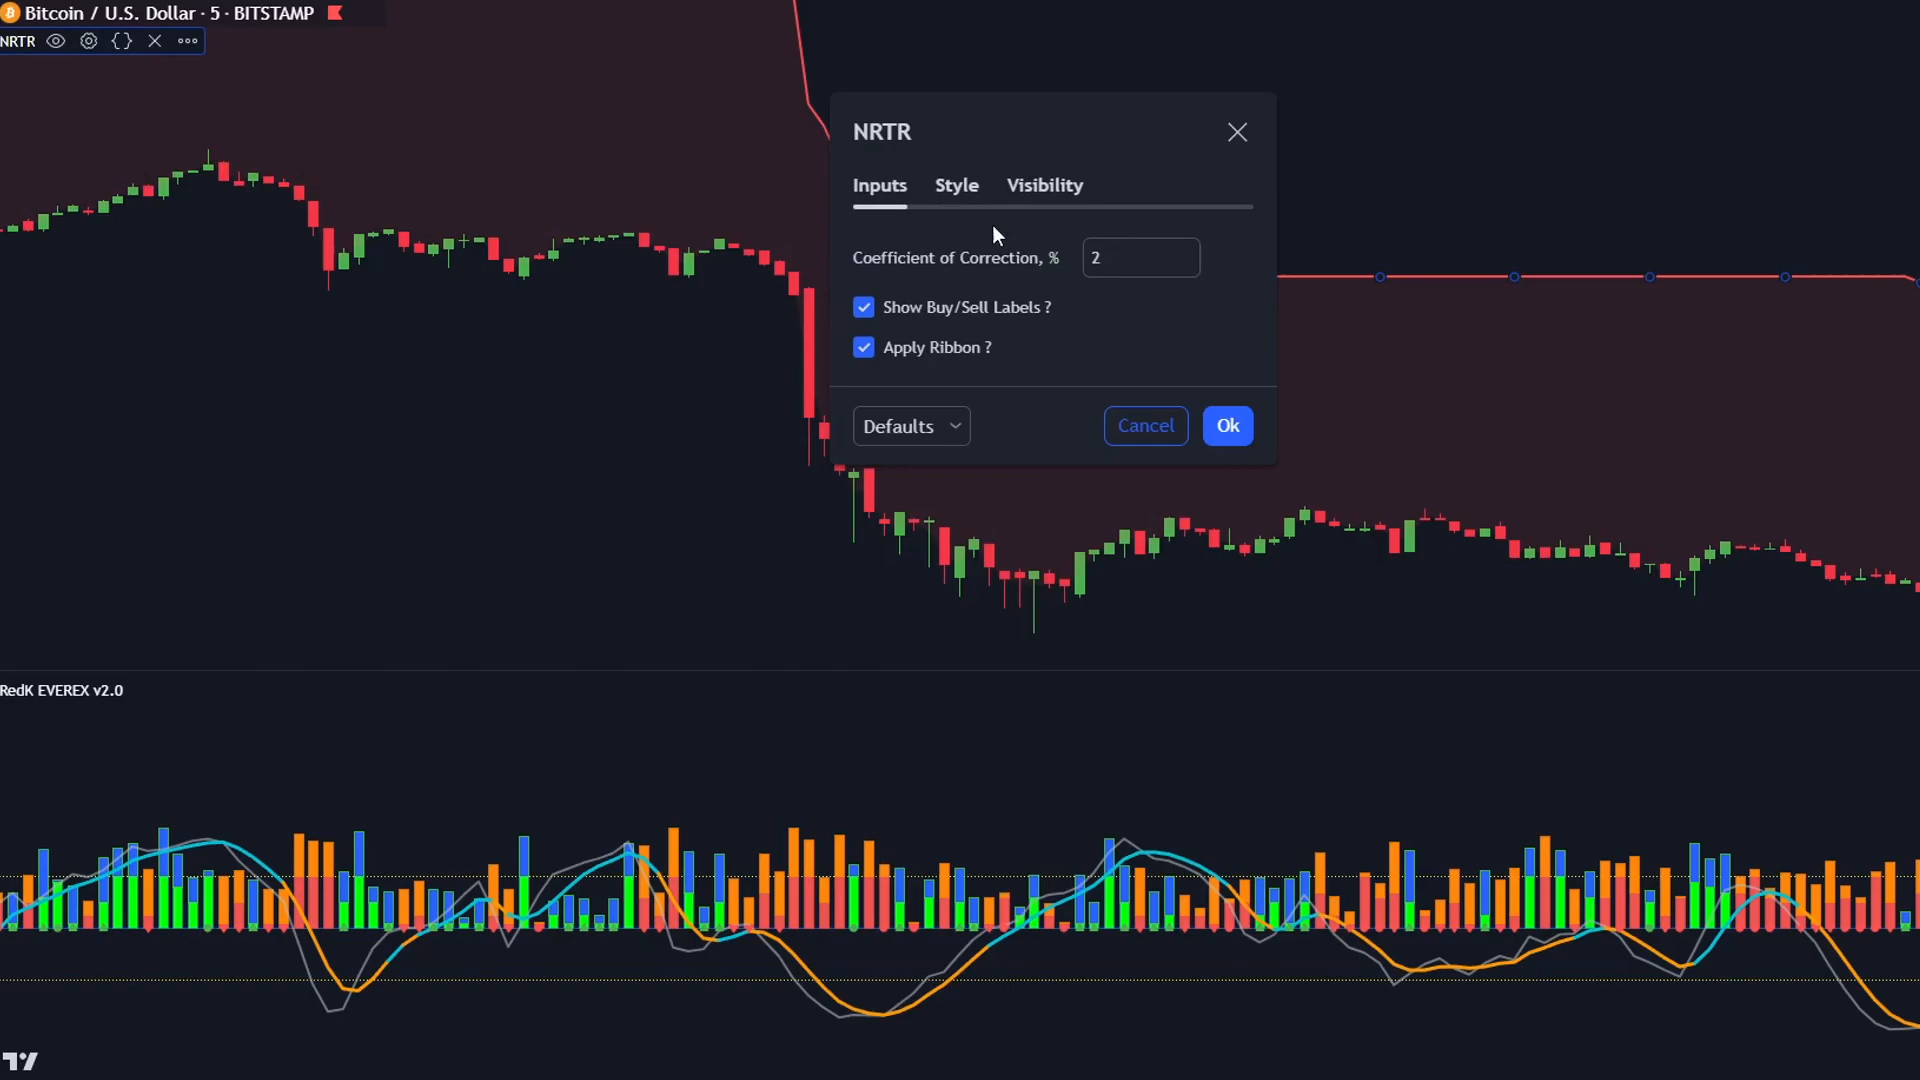 Bitcoin / U.S. Dollar · 5 · BITSTAMP
NRTR
NRTR
Inputs Style Visibility
Coefficient of Correction, % 2
Show Buy/Sell Labels ?
Apply Ribbon ?
Defaults Cancel Ok
RedK EVEREX v2.0